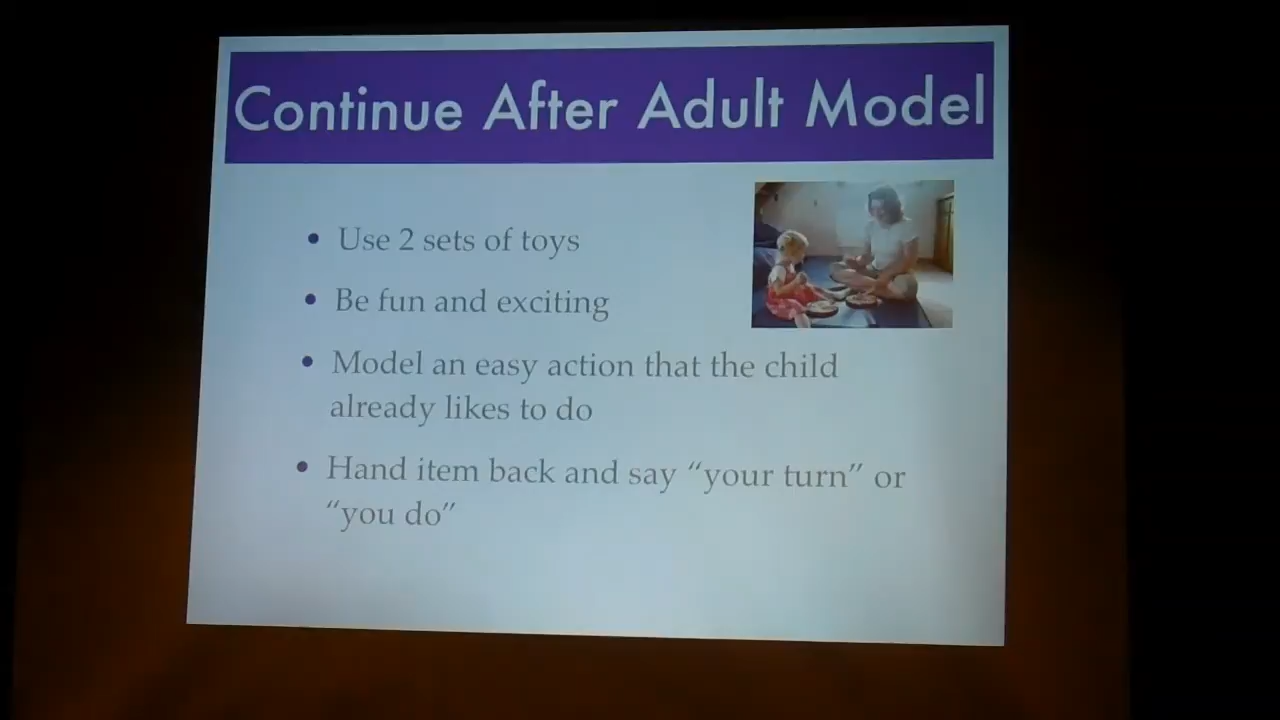 Continue After Adult Model
• Use 2 sets of toys
• Be fun and exciting
• Model an easy action that the child
already likes to do
• Hand item back and say “your turn” or
“you do”